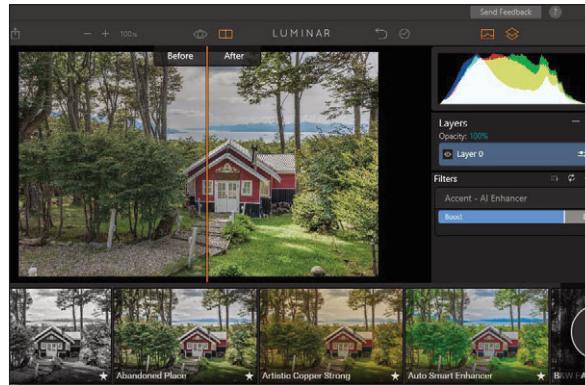 Send Feedback ?
100% LUMINAR
Before After
Layers
Opacity: 100%
Layer 0
Filters
Accent - AI Enhancer
Boost
Abandoned Place
Artistic Copper Strong
Auto Smart Enhancer